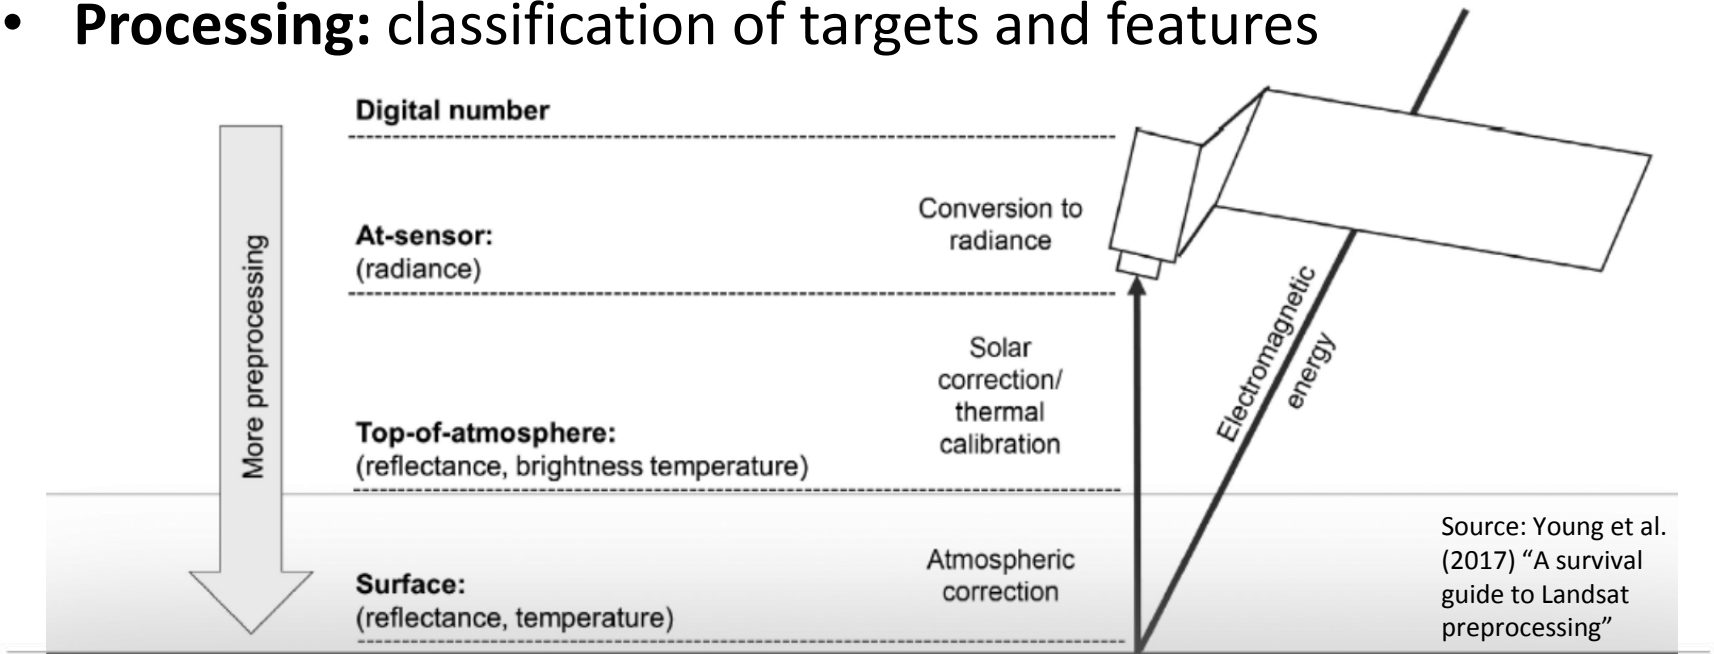 • Processing: classification of targets and features
Digital number
Conversion to
radiance
At-sensor:
(radiance)
More preprocessing
Solar
correction/
thermal
calibration
Electromagnetic
energy
Top-of-atmosphere:
(reflectance, brightness temperature)
Atmospheric
correction
Surface:
(reflectance, temperature)
Source: Young et al.
(2017) “A survival
guide to Landsat
preprocessing”